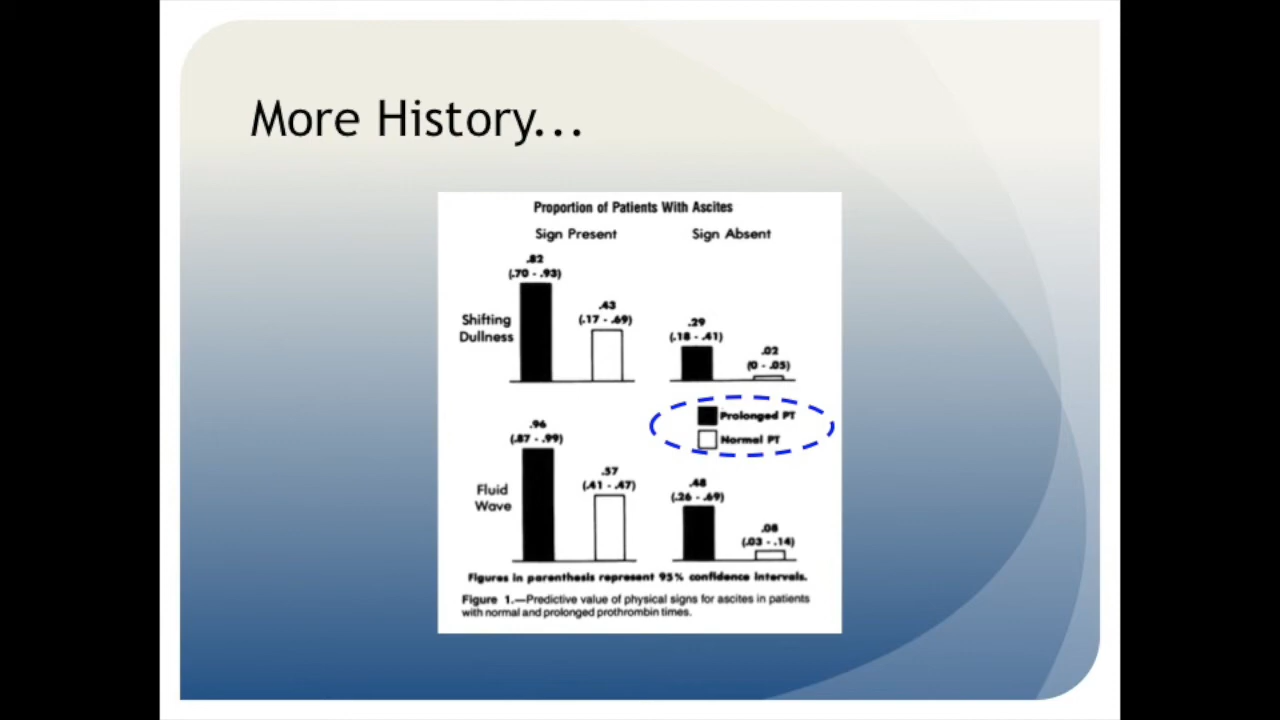 More History...
Proportion of Patients With Ascites
Sign Present
Sign Absent
.82
(.70 - .93)
.43
(.17 - .69)
.29
(.18 - .41)
.02
(0 - .05)
Shifting
Dullness
Prolonged PT
Normal PT
.96
(.87 - .99)
.57
(.41 - .47)
.48
(.26 - .69)
.08
(.03 - .14)
Fluid
Wave
Figures in parenthesis represent 95% confidence intervals.
Figure 1.—Predictive value of physical signs for ascites in patients
with normal and prolonged prothrombin times.